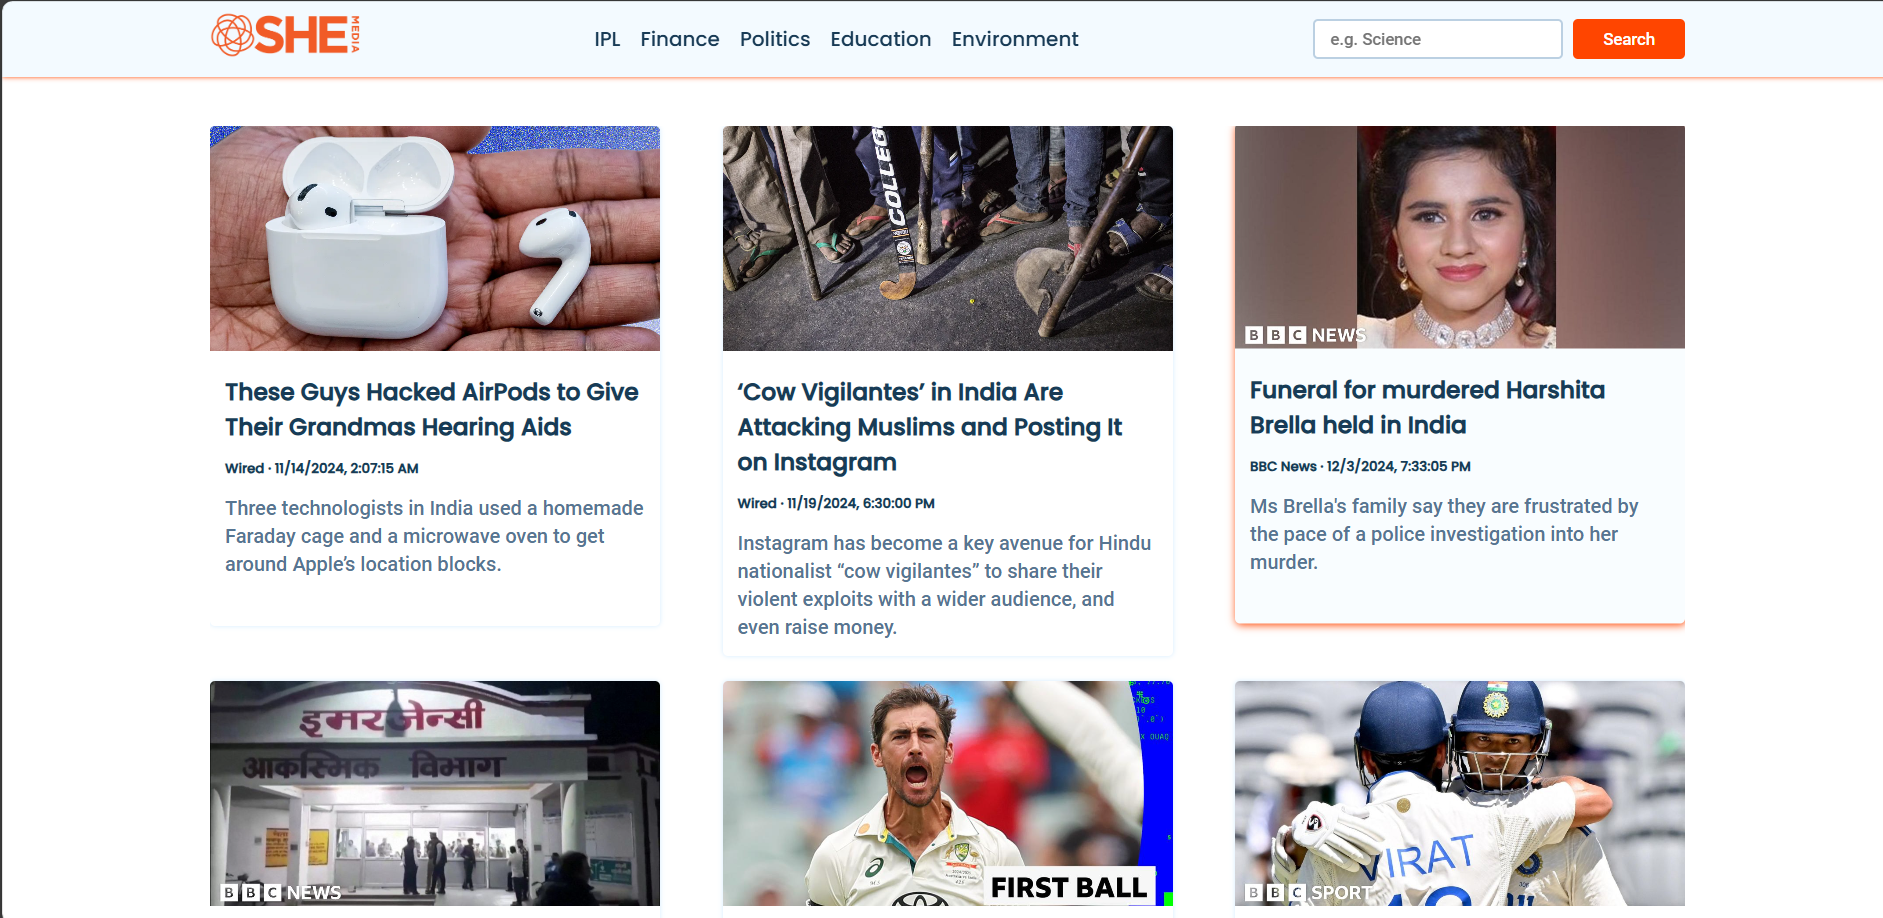 SHE MEDIA
IPL Finance Politics Education Environment
e.g. Science
Search
COLLEG
BBC NEWS
These Guys Hacked AirPods to Give
Their Grandmas Hearing Aids
Wired · 11/14/2024, 2:07:15 AM
Three technologists in India used a homemade
Faraday cage and a microwave oven to get
around Apple’s location blocks.
‘Cow Vigilantes’ in India Are
Attacking Muslims and Posting It
on Instagram
Wired · 11/19/2024, 6:30:00 PM
Instagram has become a key avenue for Hindu
nationalist “cow vigilantes” to share their
violent exploits with a wider audience, and
even raise money.
Funeral for murdered Harshita
Brella held in India
BBC News · 12/3/2024, 7:33:05 PM
Ms Brella's family say they are frustrated by
the pace of a police investigation into her
murder.
इमरजेन्सी
आकस्मिक विभाग
BBC NEWS
FIRST BALL
VIRAT
BBC SPORT